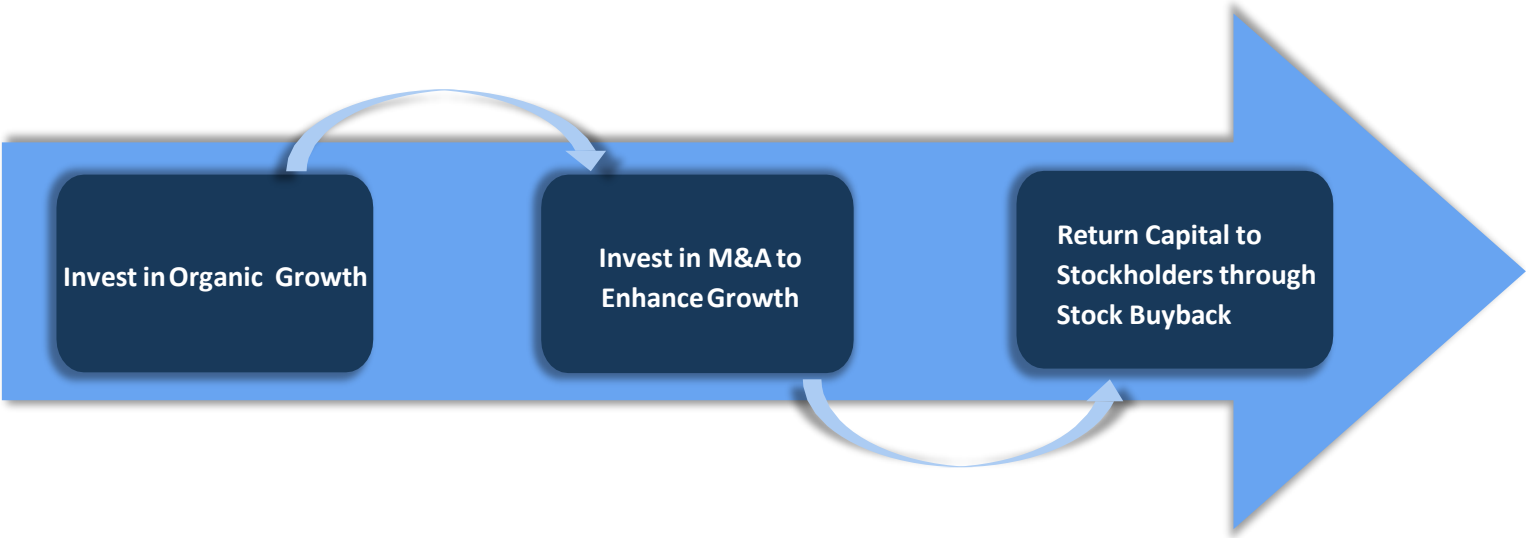 Invest in Organic Growth
Invest in M&A to
Enhance Growth
Return Capital to
Stockholders through
Stock Buyback